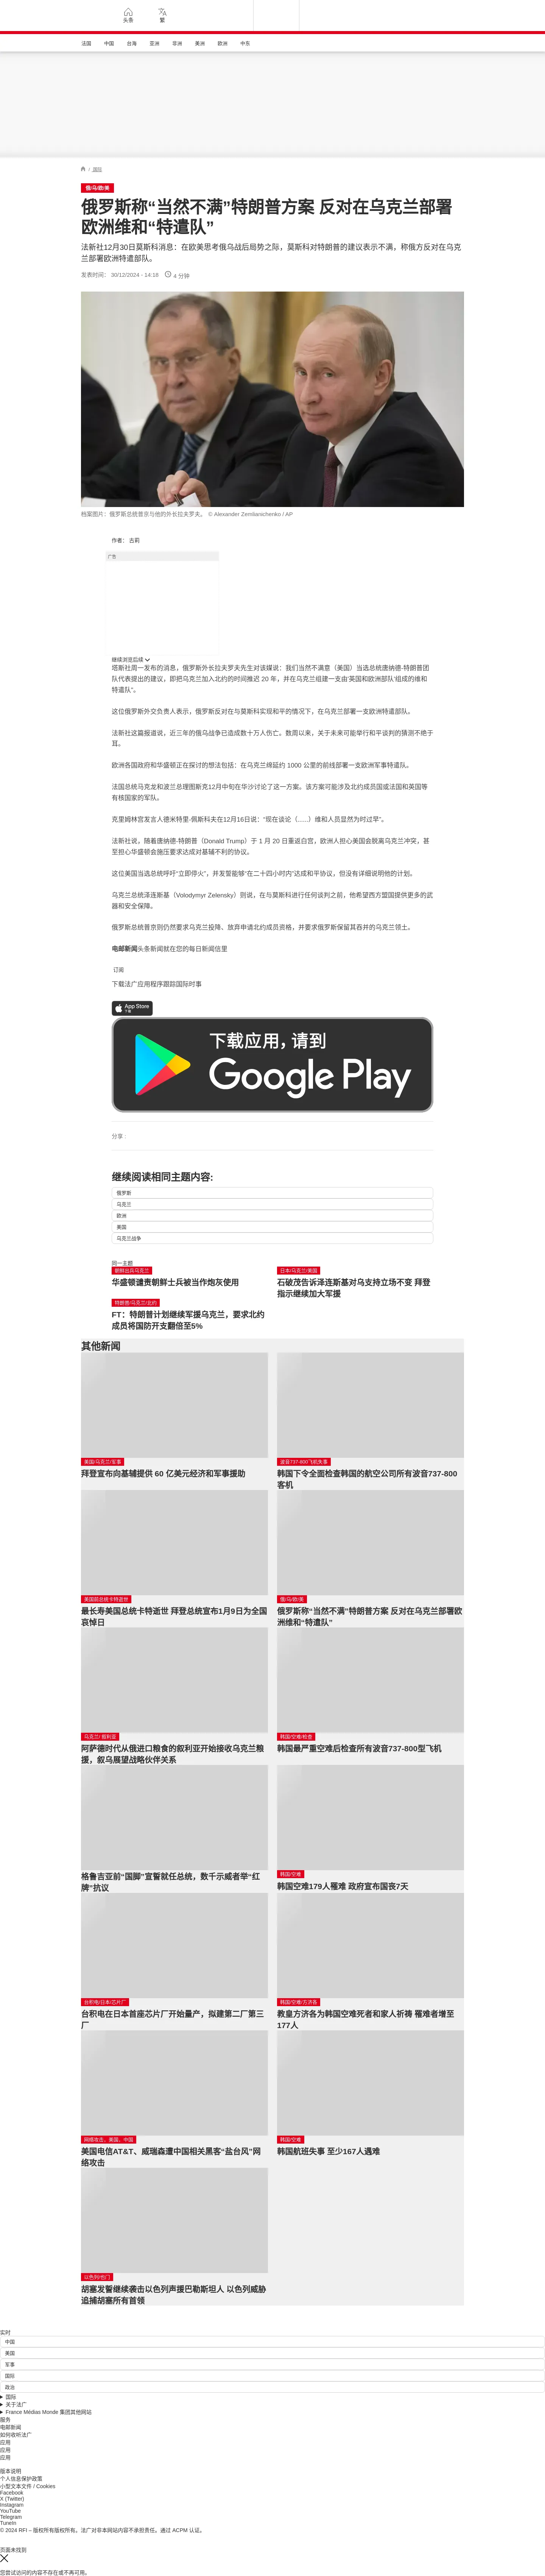 头条
繁
法国
中国
台海
亚洲
非洲
美洲
欧洲
中东
/ 国际
俄/乌/欧/美
俄罗斯称“当然不满”特朗普方案 反对在乌克兰部署
欧洲维和“特遣队”
法新社12月30日莫斯科消息：在欧美思考俄乌战后局势之际，莫斯科对特朗普的建议表示不满，称俄方反对在乌克
兰部署欧洲特遣部队。
发表时间： 30/12/2024 - 14:18
4 分钟
档案图片：俄罗斯总统普京与他的外长拉夫罗夫。 © Alexander Zemlianichenko / AP
作者： 古莉
广告
继续浏览后续
塔斯社周一发布的消息，俄罗斯外长拉夫罗夫先生对该媒说：我们当然不满意（美国）当选总统唐纳德-特朗普团
队代表提出的建议，即把乌克兰加入北约的时间推迟 20 年，并在乌克兰组建一支由'英国和欧洲部队'组成的维和
特遣队”。
这位俄罗斯外交负责人表示，俄罗斯反对在与莫斯科实现和平的情况下，在乌克兰部署一支欧洲特遣部队。
法新社这篇报道说，近三年的俄乌战争已造成数十万人伤亡。数周以来，关于未来可能举行和平谈判的猜测不绝于
耳。
欧洲各国政府和华盛顿正在探讨的想法包括：在乌克兰绵延约 1000 公里的前线部署一支欧洲军事特遣队。
法国总统马克龙和波兰总理图斯克12月中旬在华沙讨论了这一方案。该方案可能涉及北约成员国或法国和英国等
有核国家的军队。
克里姆林宫发言人德米特里·佩斯科夫在12月16日说：“现在谈论（......）维和人员显然为时过早”。
法新社说，随着唐纳德-特朗普（Donald Trump）于 1 月 20 日重返白宫，欧洲人担心美国会脱离乌克兰冲突，甚
至担心华盛顿会施压要求达成对基辅不利的协议。
这位美国当选总统呼吁“立即停火”，并发誓能够“在二十四小时内”达成和平协议，但没有详细说明他的计划。
乌克兰总统泽连斯基（Volodymyr Zelensky）则说，在与莫斯科进行任何谈判之前，他希望西方盟国提供更多的武
器和安全保障。
俄罗斯总统普京则仍然要求乌克兰投降、放弃申请北约成员资格，并要求俄罗斯保留其吞并的乌克兰领土。
电邮新闻头条新闻就在您的每日新闻信里
订阅
下载法广应用程序跟踪国际时事
App Store
下载应用，请到
Google Play
分享 :
继续阅读相同主题内容:
俄罗斯
乌克兰
欧洲
美国
乌克兰战争
同一主题
朝鲜出兵乌克兰
华盛顿谴责朝鲜士兵被当作炮灰使用
日本/乌克兰/美国
石破茂告诉泽连斯基对乌支持立场不变 拜登
指示继续加大军援
特朗普/乌克兰/北约
FT：特朗普计划继续军援乌克兰，要求北约
成员将国防开支翻倍至5%
其他新闻
美国/乌克兰/军事
拜登宣布向基辅提供 60 亿美元经济和军事援助
波音737-800飞机失事
韩国下令全面检查韩国的航空公司所有波音737-800
客机
美国前总统卡特逝世
最长寿美国总统卡特逝世 拜登总统宣布1月9日为全国
哀悼日
俄/乌/欧/美
俄罗斯称“当然不满”特朗普方案 反对在乌克兰部署欧
洲维和“特遣队”
乌克兰/ 叙利亚
阿萨德时代从俄进口粮食的叙利亚开始接收乌克兰粮
援，叙乌展望战略伙伴关系
韩国/空难/检查
韩国最严重空难后检查所有波音737-800型飞机
格鲁吉亚前“国脚”宣誓就任总统，数千示威者举“红
牌”抗议
韩国/空难
韩国空难179人罹难 政府宣布国丧7天
台积电/日本/芯片厂
台积电在日本首座芯片厂开始量产，拟建第二厂第三
厂
韩国/空难/方济各
教皇方济各为韩国空难死者和家人祈祷 罹难者增至
177人
网络攻击、美国、中国
美国电信AT&T、威瑞森遭中国相关黑客“盐台风”网
络攻击
韩国/空难
韩国航班失事 至少167人遇难
以色列/也门
胡塞发誓继续袭击以色列声援巴勒斯坦人 以色列威胁
追捕胡塞所有首领
实时
中国
美国
军事
国际
政治
国际
关于法广
France Médias Monde 集团其他网站
服务
电邮新闻
如何收听法广
应用
应用
应用
版本说明
个人信息保护政策
小型文本文件 / Cookies
Facebook
X (Twitter)
Instagram
YouTube
Telegram
TuneIn
© 2024 RFI – 版权所有版权所有。法广对非本网站内容不承担责任。通过 ACPM 认证。
页面未找到
您尝试访问的内容不存在或不再可用。